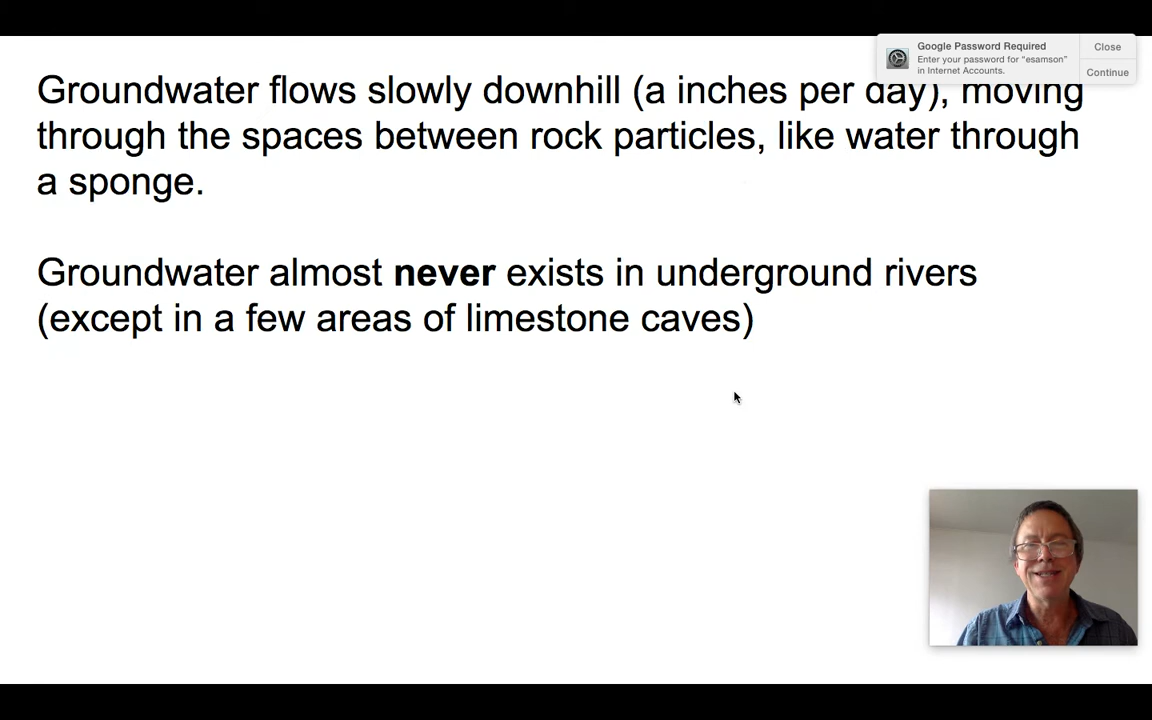 Google Password Required
Close
Enter your password for "esamson"
in Internet Accounts.
Continue
Groundwater flows slowly downhill (a inches per day), moving
through the spaces between rock particles, like water through
a sponge.
Groundwater almost never exists in underground rivers
(except in a few areas of limestone caves)